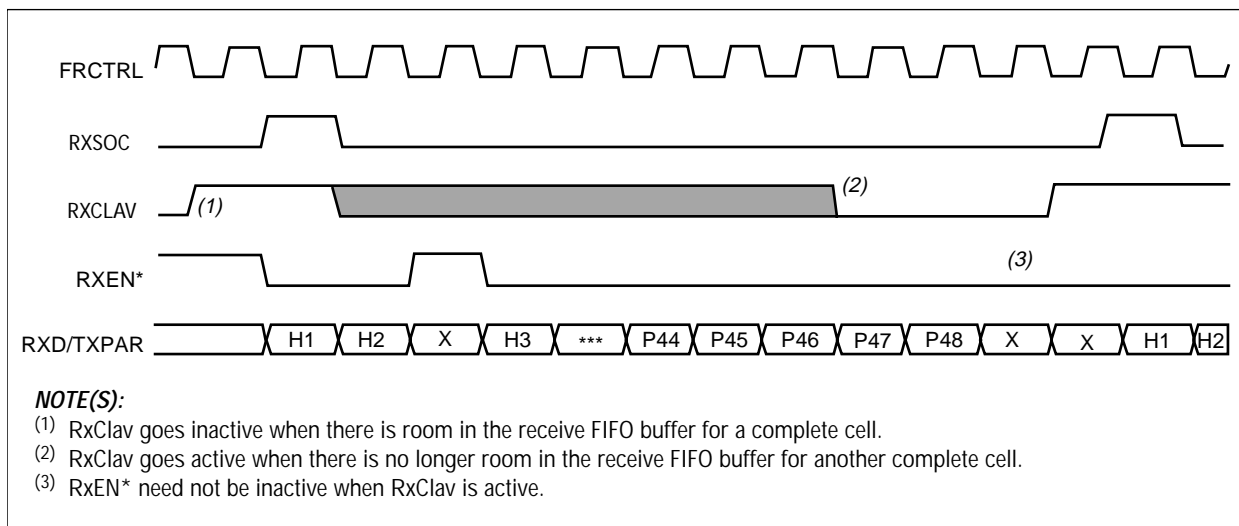 FRCTRL
RXSOC
RXCLAV (1) (2)
RXEN* (3)
RXD/TXPAR H1 H2 X H3 *** P44 P45 P46 P47 P48 X X H1 H2
NOTE(S):
(1) RxClav goes inactive when there is room in the receive FIFO buffer for a complete cell.
(2) RxClav goes active when there is no longer room in the receive FIFO buffer for another complete cell.
(3) RxEN* need not be inactive when RxClav is active.